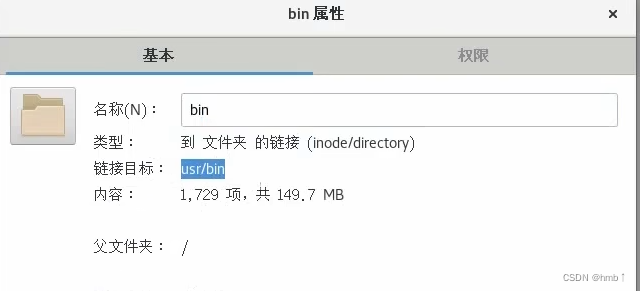 bin 属性
基本 权限
名称(N)： bin
类型： 到 文件夹 的链接 (inode/directory)
链接目标： usr/bin
内容： 1,729 项，共 149.7 MB
父文件夹： /
CSDN @hmb↑